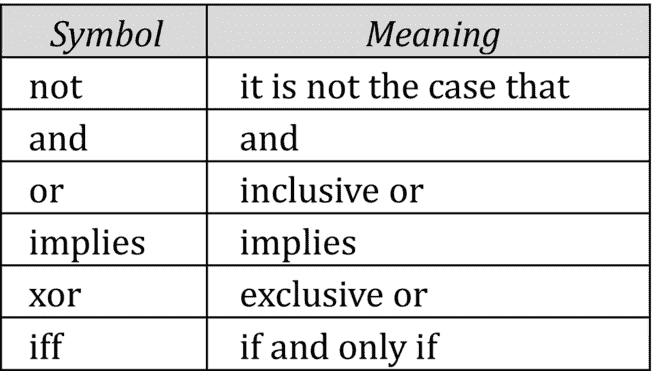 Symbol Meaning
not it is not the case that
and and
or inclusive or
implies implies
xor exclusive or
iff if and only if